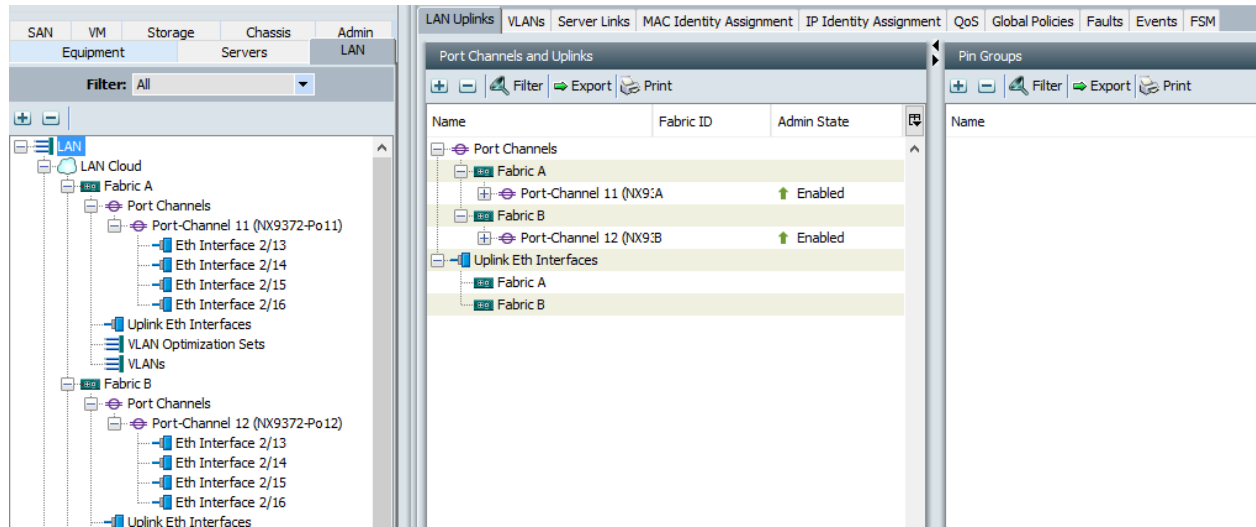 SAN VM Storage Chassis Admin
Equipment Servers LAN
Filter: All
LAN
LAN Cloud
Fabric A
Port Channels
Port-Channel 11 (NX9372-Po11)
Eth Interface 2/13
Eth Interface 2/14
Eth Interface 2/15
Eth Interface 2/16
Uplink Eth Interfaces
VLAN Optimization Sets
VLANs
Fabric B
Port Channels
Port-Channel 12 (NX9372-Po12)
Eth Interface 2/13
Eth Interface 2/14
Eth Interface 2/15
Eth Interface 2/16
Uplink Eth Interfaces
LAN Uplinks VLANs Server Links MAC Identity Assignment IP Identity Assignment QoS Global Policies Faults Events FSM
Port Channels and Uplinks
Filter Export Print
Name Fabric ID Admin State
Port Channels
Fabric A
Port-Channel 11 (NX93 A Enabled
Fabric B
Port-Channel 12 (NX93 B Enabled
Uplink Eth Interfaces
Fabric A
Fabric B
Pin Groups
Filter Export Print
Name